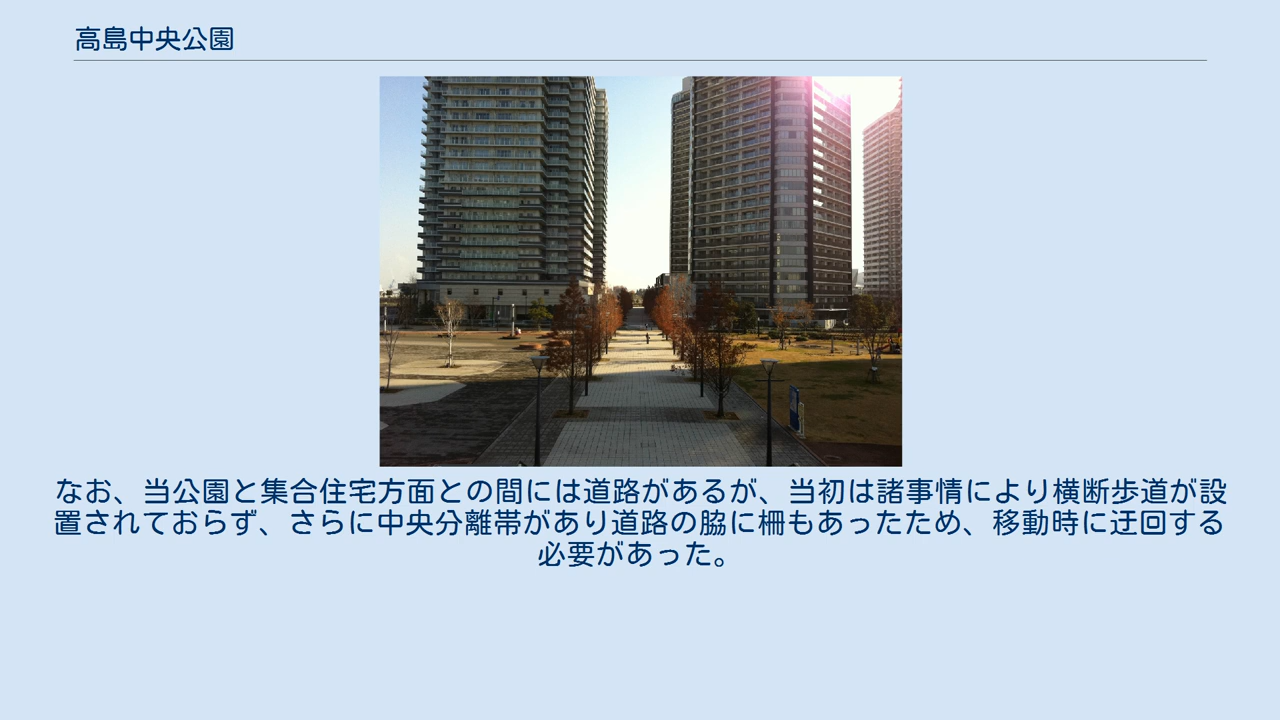 高島中央公園
なお、当公園と集合住宅方面との間には道路があるが、当初は諸事情により横断歩道が設
置されておらず、さらに中央分離帯があり道路の脇に柵もあったため、移動時に迂回する
必要があった。